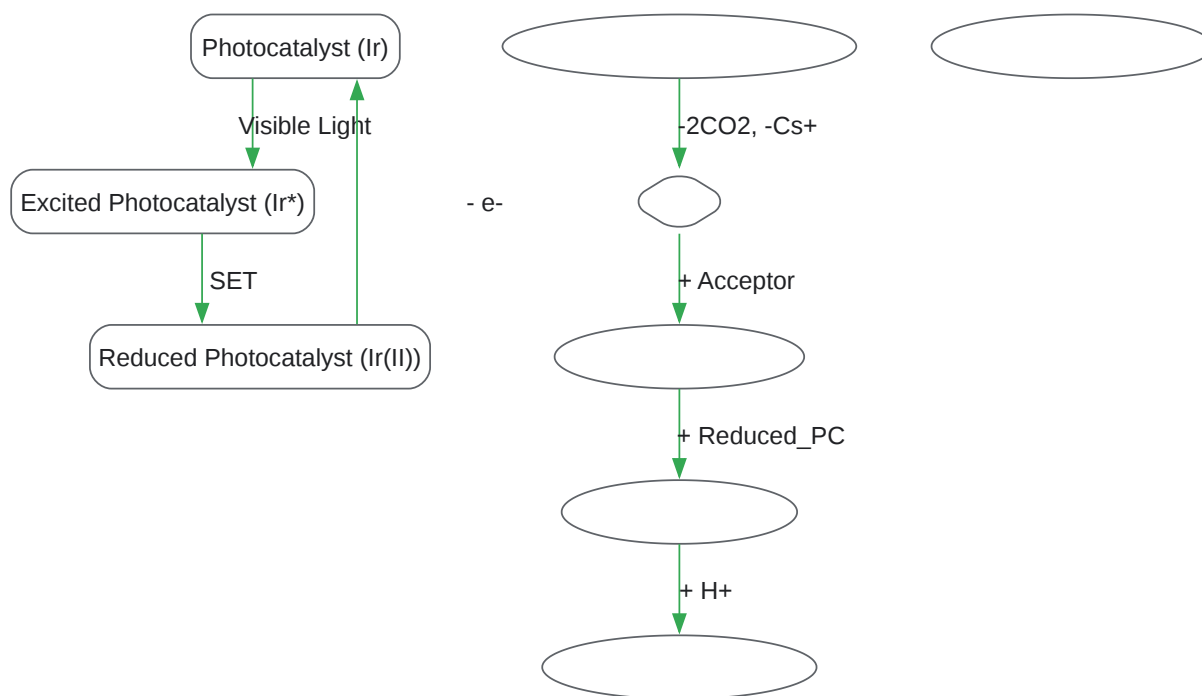 Photocatalyst (Ir)
Visible Light
-2CO2, -Cs+
Excited Photocatalyst (Ir*)
- e-
SET
+ Acceptor
Reduced Photocatalyst (Ir(II))
+ Reduced_PC
+ H+